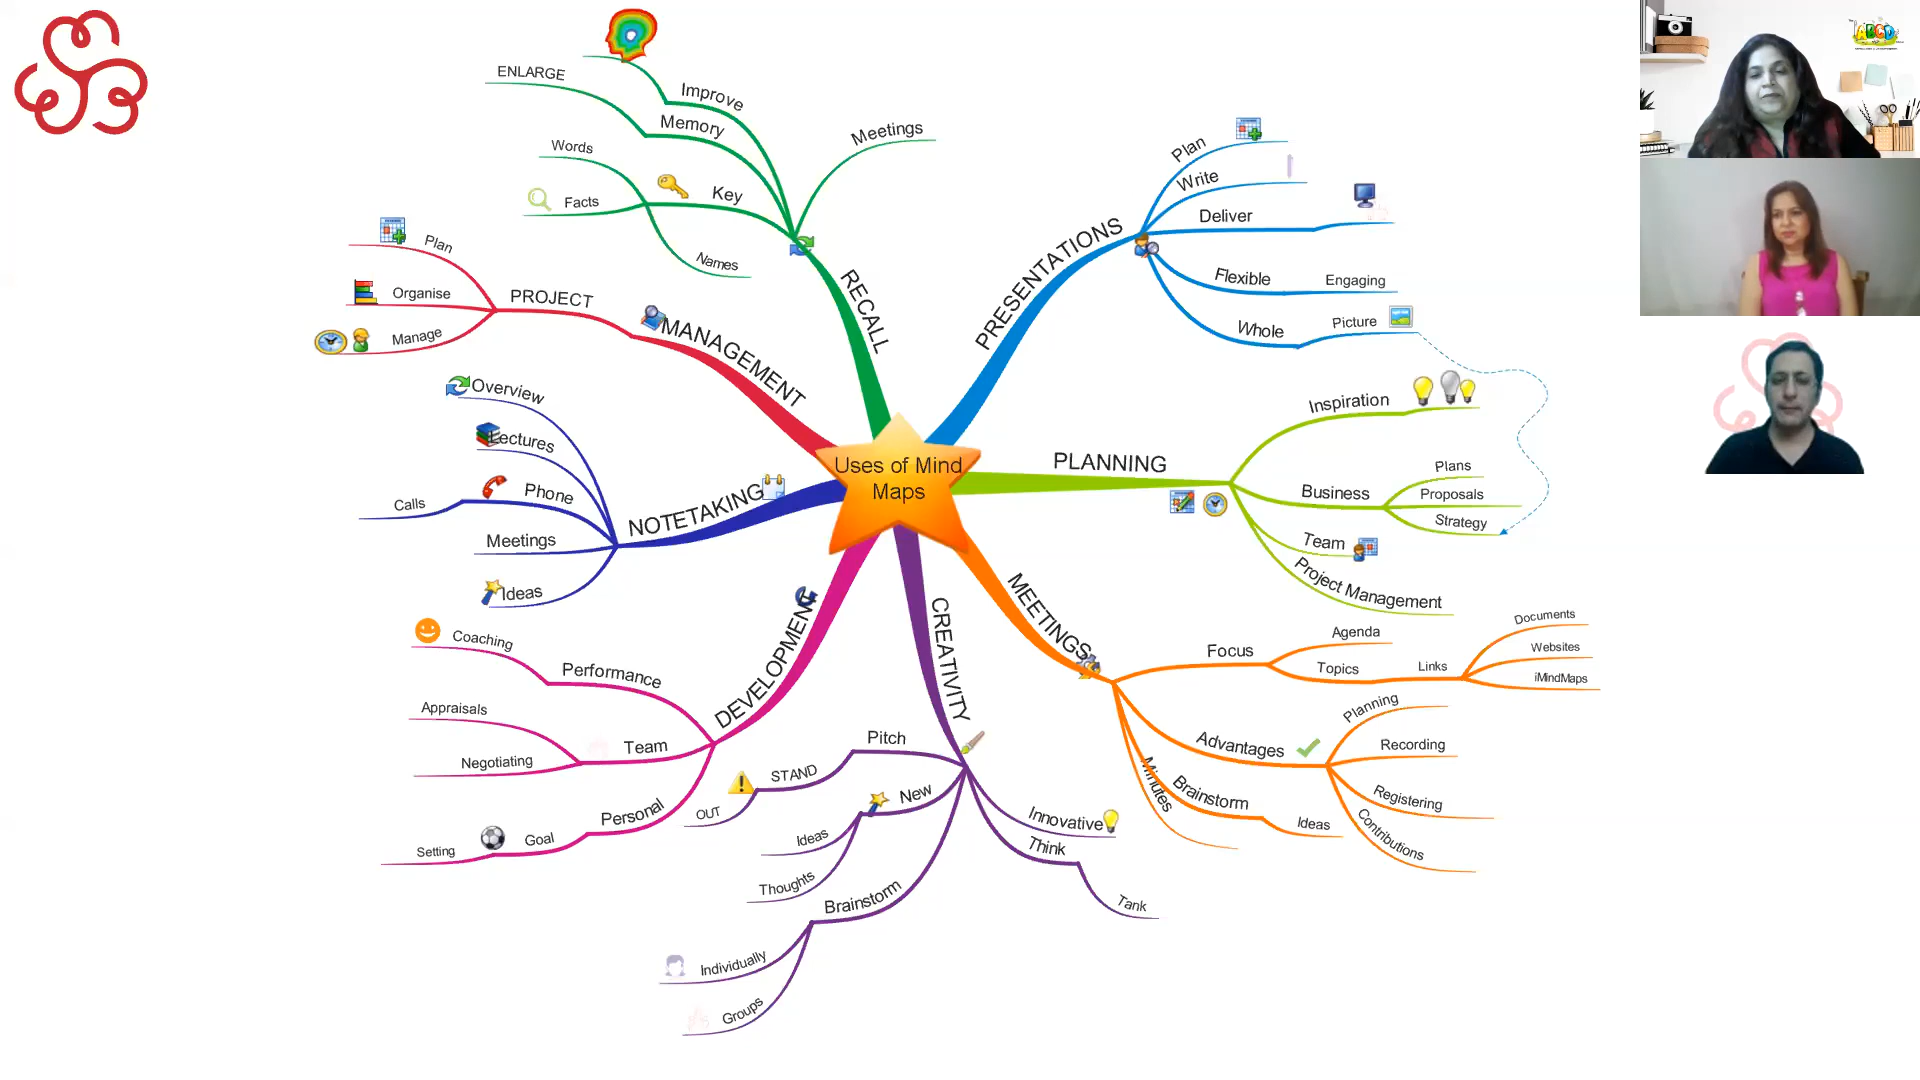 Uses of Mind
Maps
PRESENTATIONS
Plan
Write
Deliver
Flexible
Engaging
Whole
Picture
PLANNING
Inspiration
Business
Plans
Proposals
Strategy
Team
Project Management
MEETINGS
Focus
Agenda
Topics
Links
Documents
Websites
iMindMaps
Advantages
Planning
Recording
Registering
Contributions
Brainstorm
Ideas
Minutes
CREATIVITY
Innovative
Think
Tank
Pitch
STAND
OUT
New
Ideas
Thoughts
Brainstorm
Individually
Groups
DEVELOPMENT
Performance
Coaching
Team
Appraisals
Negotiating
Personal
Goal
Setting
NOTETAKING
Overview
Lectures
Phone
Calls
Meetings
Ideas
MANAGEMENT
PROJECT
Plan
Organise
Manage
RECALL
Improve
Memory
ENLARGE
Key
Words
Facts
Names
Meetings
ABCD